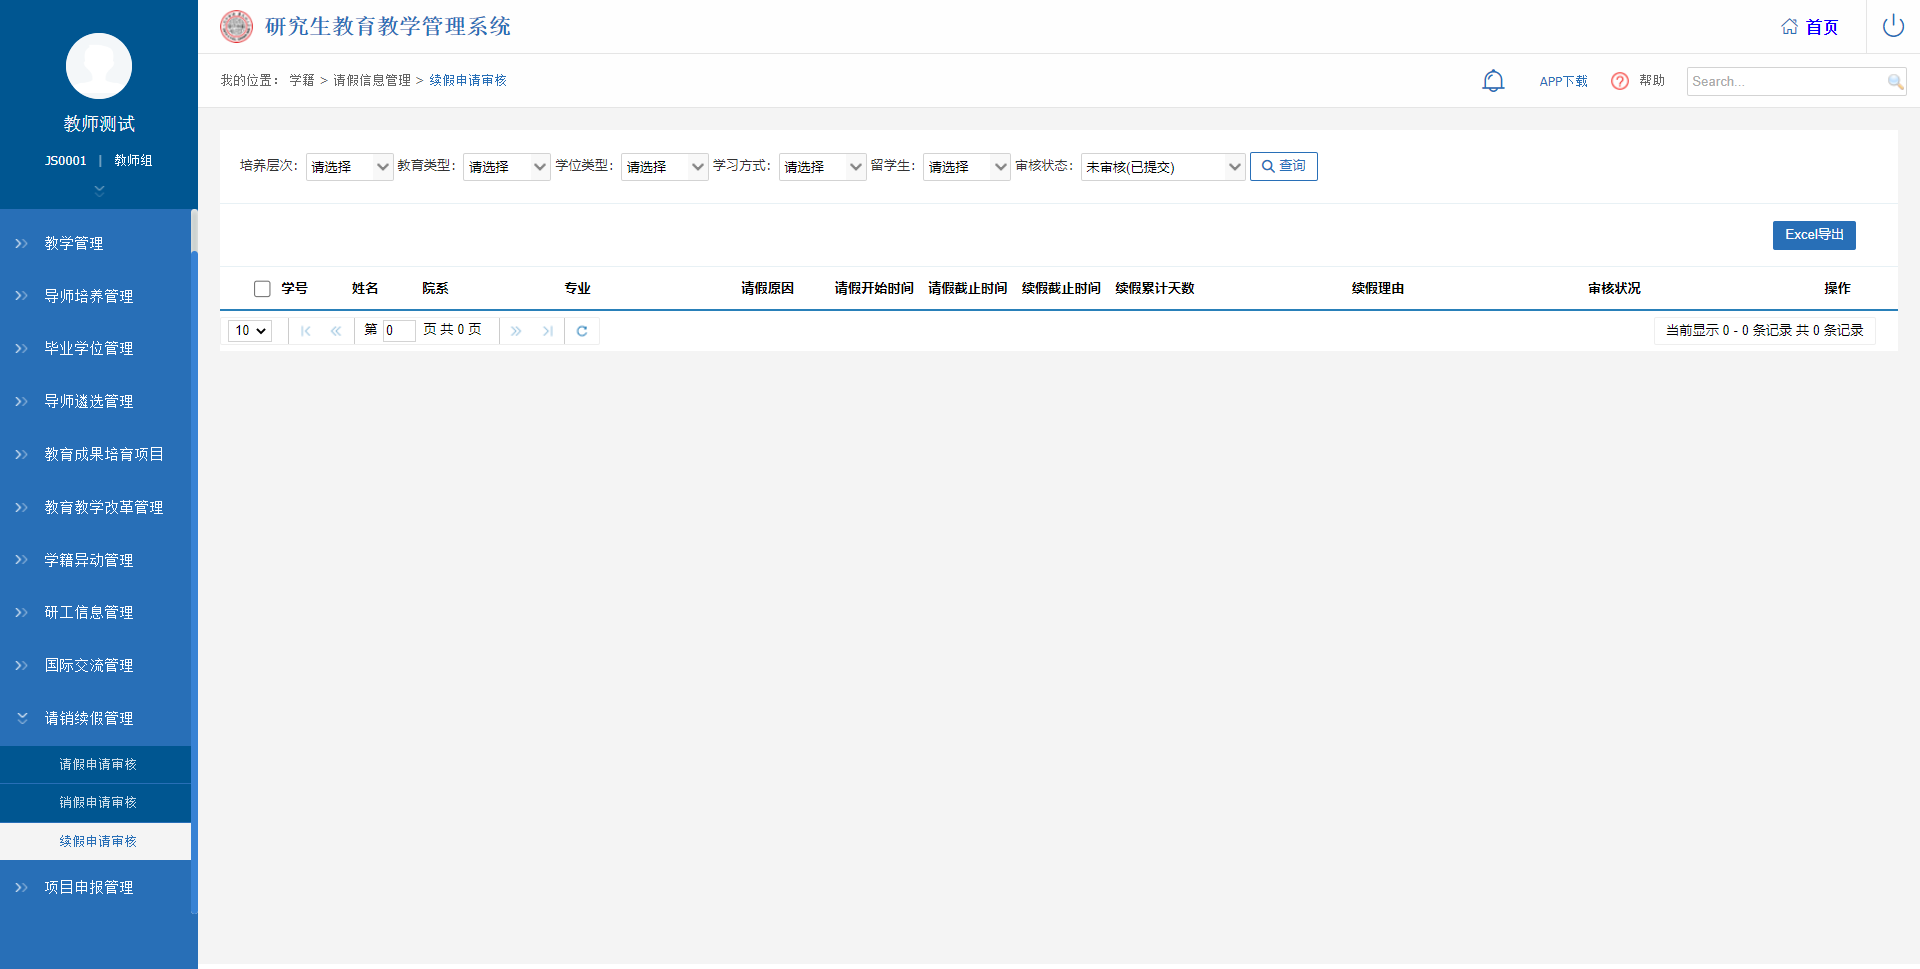 研究生教育教学管理系统
首页
教师测试
JS0001 | 教师组
我的位置： 学籍 > 请假信息管理 > 续假申请审核
APP下载
帮助
Search...
培养层次： 请选择 教育类型： 请选择 学位类型： 请选择 学习方式： 请选择 留学生： 请选择 审核状态： 未审核(已提交) 查询
Excel导出
学号 姓名 院系 专业 请假原因 请假开始时间 请假截止时间 续假截止时间 续假累计天数 续假理由 审核状况 操作
10 第 0 页 共 0 页
当前显示 0 - 0 条记录 共 0 条记录
教学管理
导师培养管理
毕业学位管理
导师遴选管理
教育成果培育项目
教育教学改革管理
学籍异动管理
研工信息管理
国际交流管理
请销续假管理
请假申请审核
销假申请审核
续假申请审核
项目申报管理